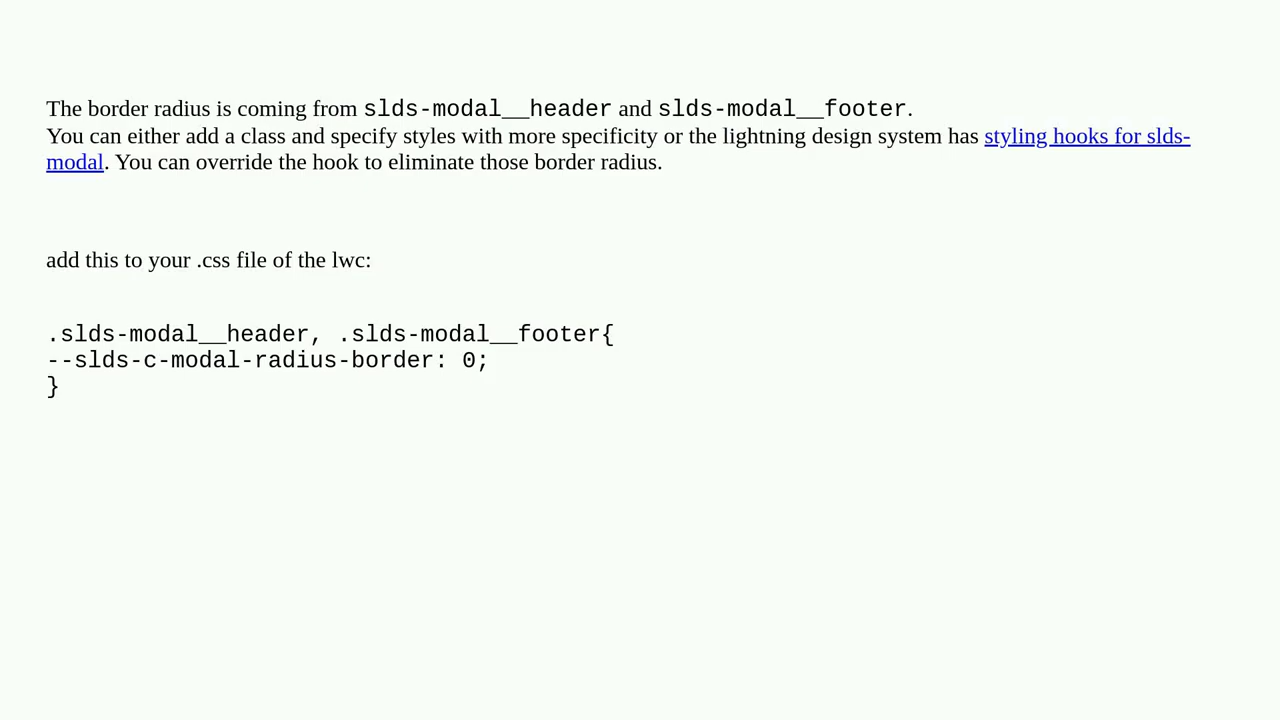 The border radius is coming from slds-modal__header and slds-modal__footer.
You can either add a class and specify styles with more specificity or the lightning design system has styling hooks for slds-
modal. You can override the hook to eliminate those border radius.
add this to your .css file of the lwc:
.slds-modal__header, .slds-modal__footer{
--slds-c-modal-radius-border: 0;
}